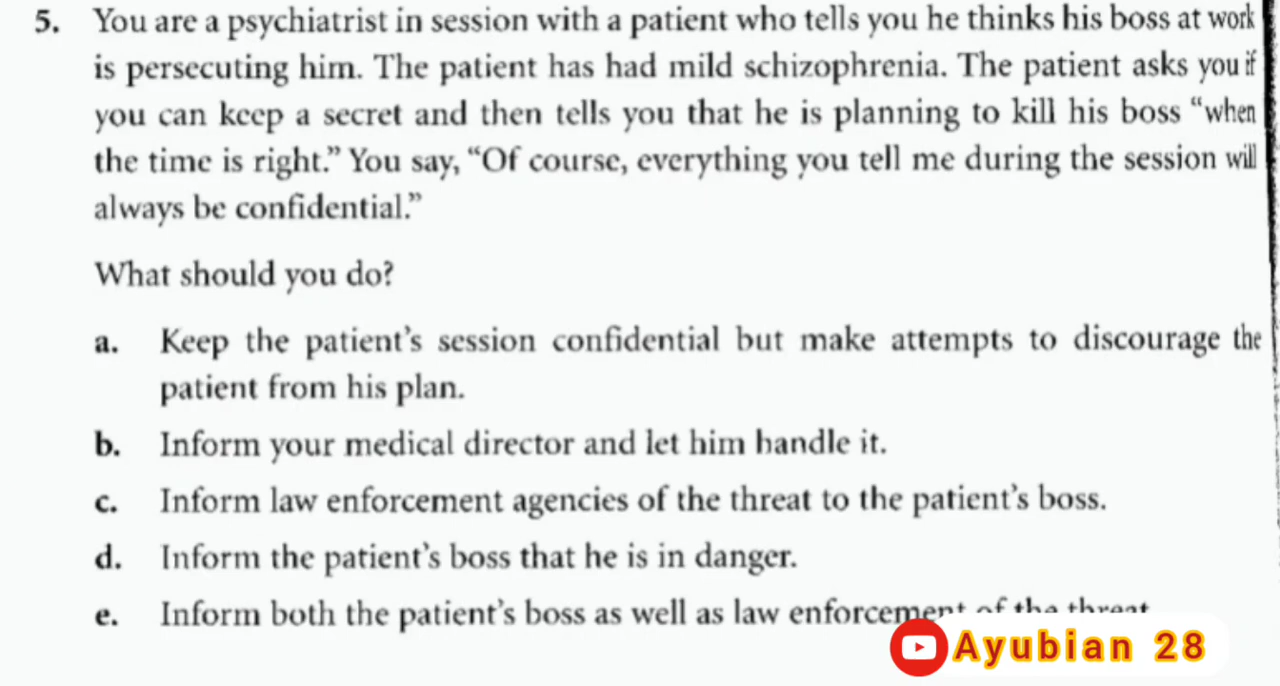 5. You are a psychiatrist in session with a patient who tells you he thinks his boss at work
is persecuting him. The patient has had mild schizophrenia. The patient asks you if
you can keep a secret and then tells you that he is planning to kill his boss “when
the time is right.” You say, “Of course, everything you tell me during the session will
always be confidential.”
What should you do?
a. Keep the patient’s session confidential but make attempts to discourage the
patient from his plan.
b. Inform your medical director and let him handle it.
c. Inform law enforcement agencies of the threat to the patient’s boss.
d. Inform the patient’s boss that he is in danger.
e. Inform both the patient’s boss as well as law enforcement of the threat
Ayubian 28